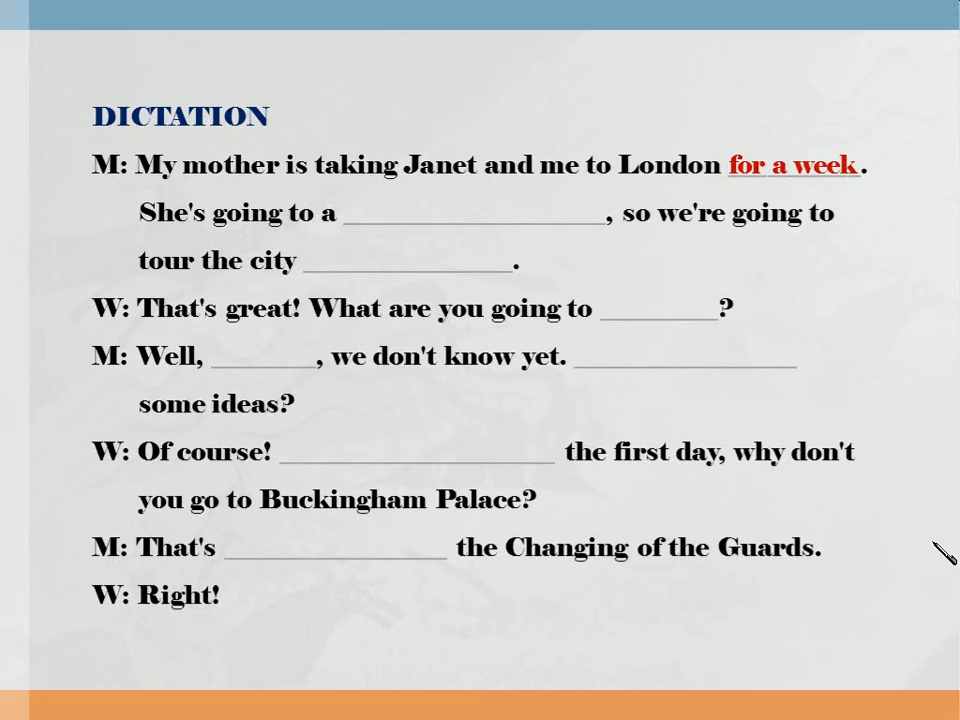 DICTATION
M: My mother is taking Janet and me to London for a week.
She's going to a ____________________, so we're going to
tour the city ________________.
W: That's great! What are you going to _________?
M: Well, ________, we don't know yet. _________________
some ideas?
W: Of course! _____________________ the first day, why don't
you go to Buckingham Palace?
M: That's _________________ the Changing of the Guards.
W: Right!